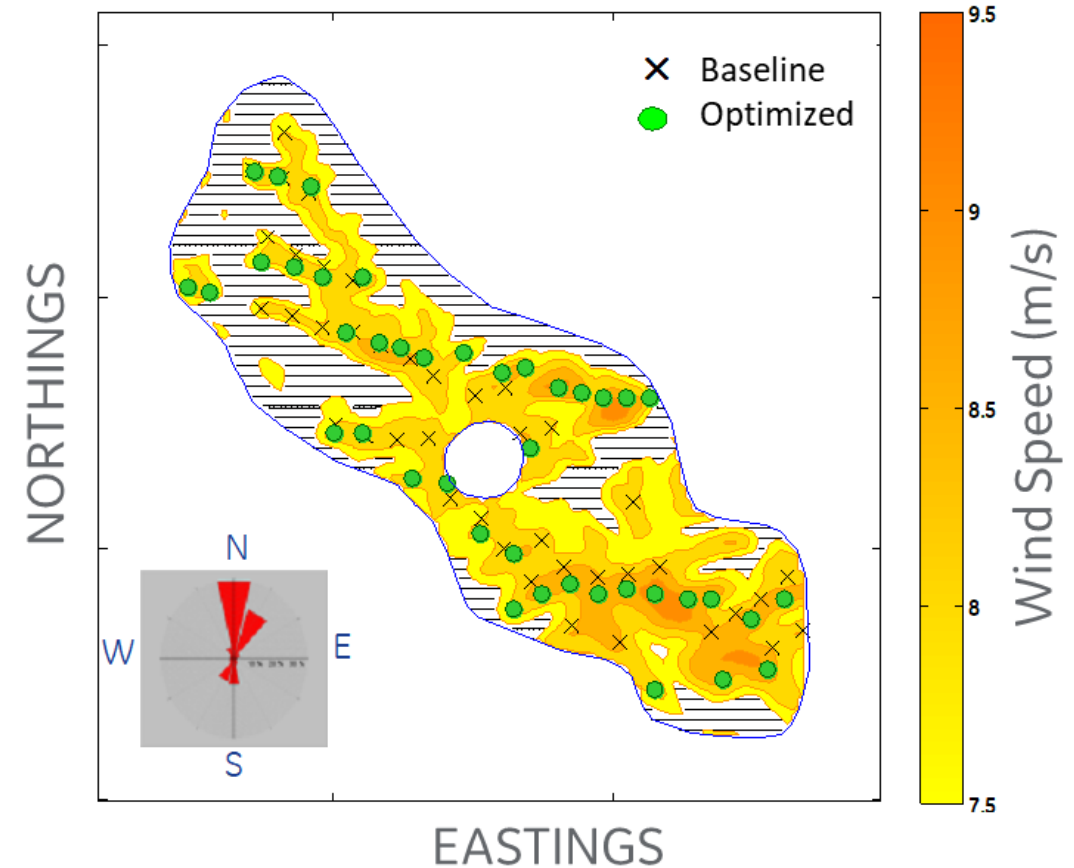 9.5
Baseline
Optimized
9
NORTHINGS
Wind Speed (m/s)
8.5
N
8
W
E
S
7.5
EASTINGS